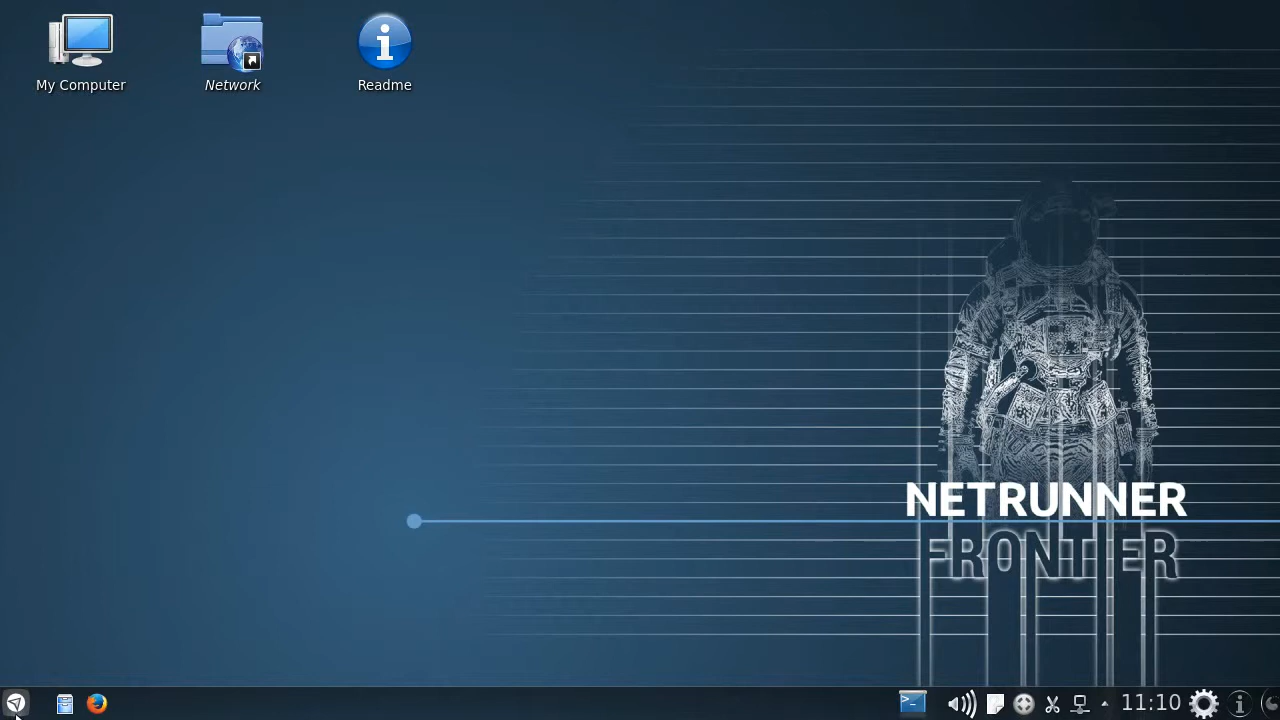 My Computer
Network
Readme
NETRUNNER
FRONTIER
>_
11:10